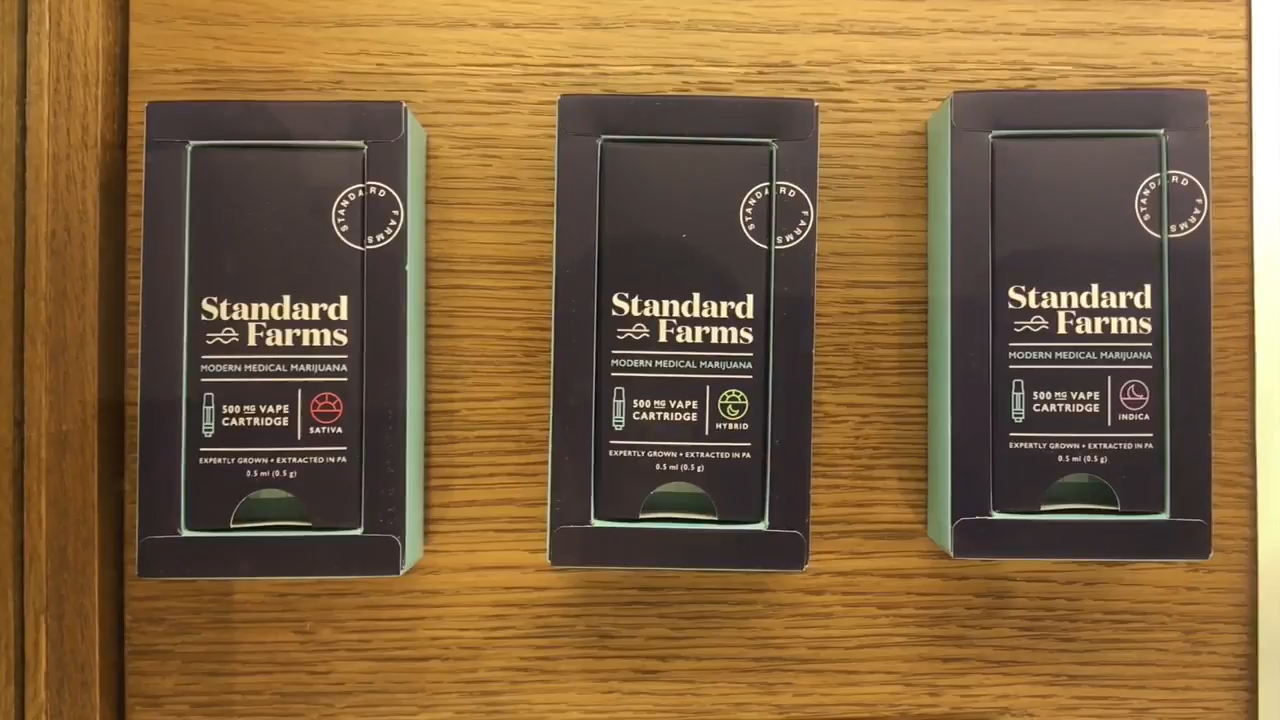 STANDARD FARMS
Standard
Farms
MODERN MEDICAL MARIJUANA
500 MG VAPE
CARTRIDGE
SATIVA
EXPERTLY GROWN + EXTRACTED IN PA
0.5 ml (0.5 g)
STANDARD FARMS
Standard
Farms
MODERN MEDICAL MARIJUANA
500 MG VAPE
CARTRIDGE
HYBRID
EXPERTLY GROWN + EXTRACTED IN PA
0.5 ml (0.5 g)
STANDARD FARMS
Standard
Farms
MODERN MEDICAL MARIJUANA
500 MG VAPE
CARTRIDGE
INDICA
EXPERTLY GROWN + EXTRACTED IN PA
0.5 ml (0.5 g)